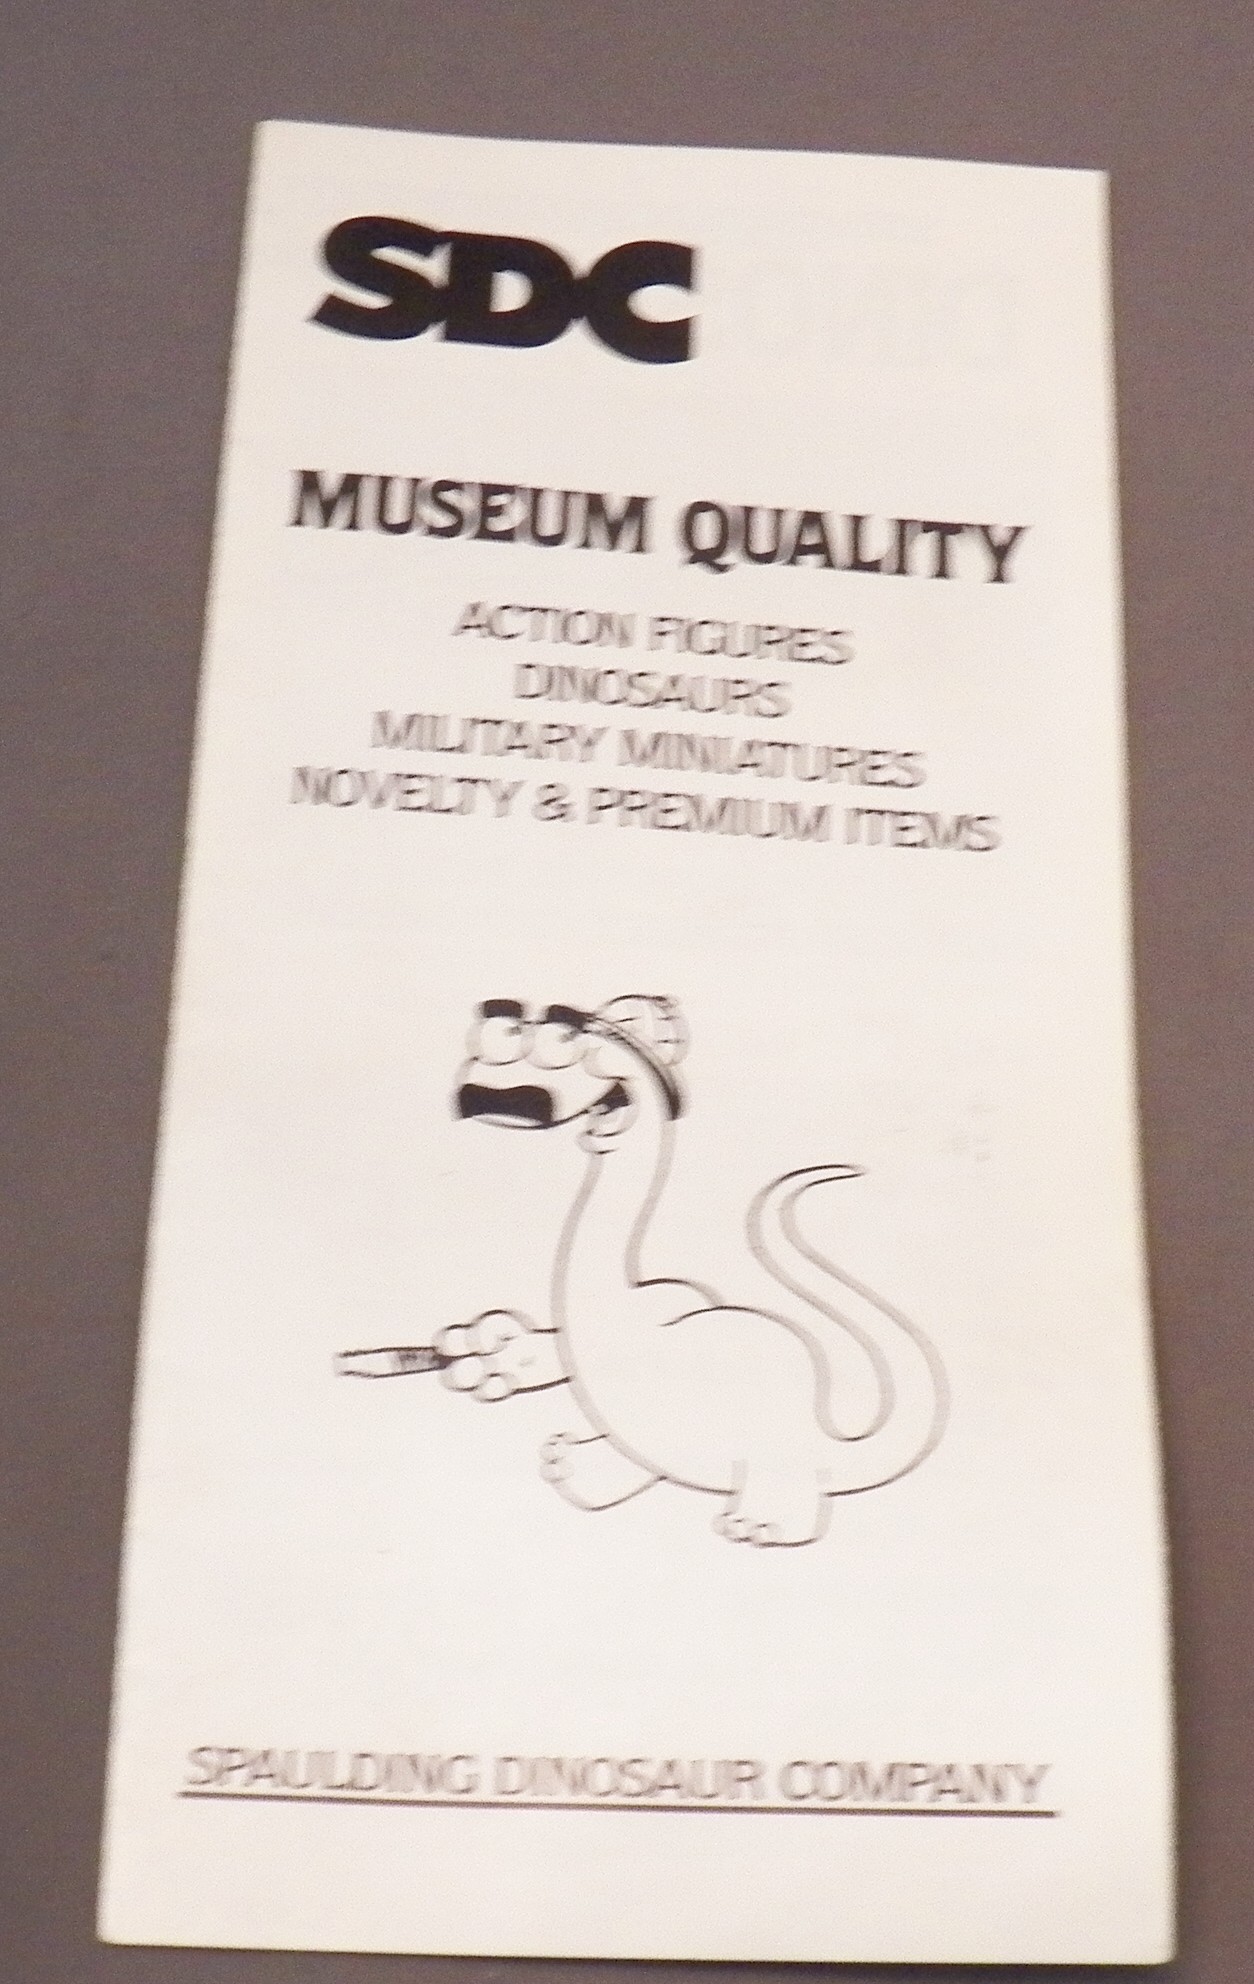 SDC
MUSEUM QUALITY
ACTION FIGURES
DINOSAURS
MILITARY MINIATURES
NOVELTY & PREMIUM ITEMS
SPAULDING DINOSAUR COMPANY